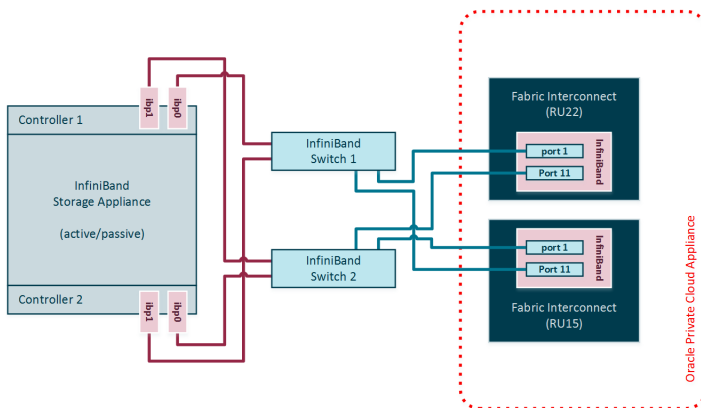 ibp1
ibp0
Controller 1
InfiniBand
Storage Appliance
(active/passive)
Controller 2
ibp1
ibp0
InfiniBand
Switch 1
InfiniBand
Switch 2
Fabric Interconnect
(RU22)
port 1
Port 11
InfiniBand
port 1
Port 11
InfiniBand
Fabric Interconnect
(RU15)
Oracle Private Cloud Appliance